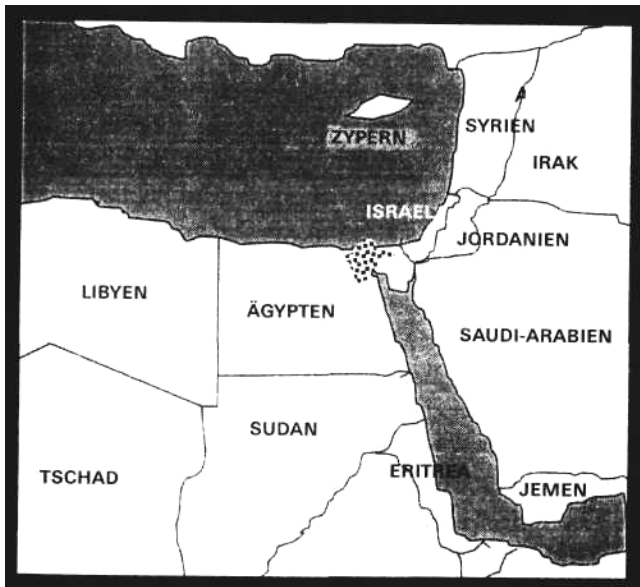 ZYPERN
SYRIEN
IRAK
ISRAEL
JORDANIEN
LIBYEN
ÄGYPTEN
SAUDI-ARABIEN
SUDAN
TSCHAD
ERITREA
JEMEN